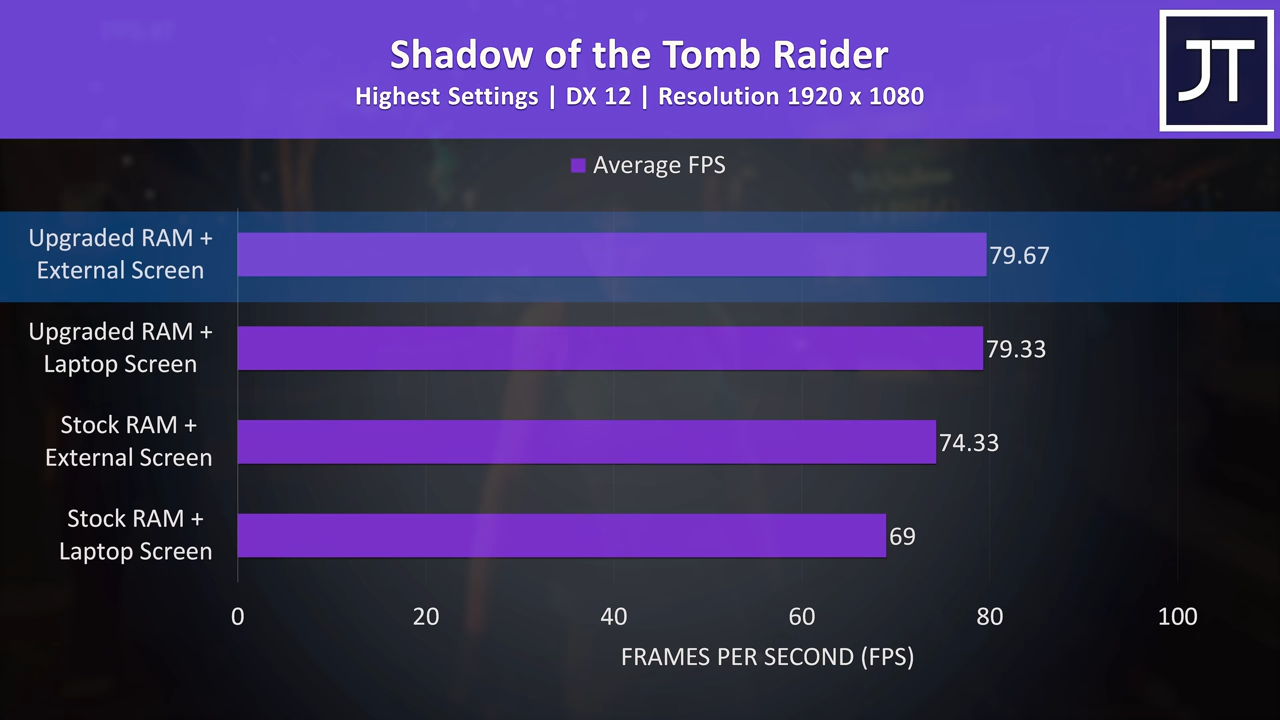 Shadow of the Tomb Raider
Highest Settings | DX 12 | Resolution 1920 x 1080
JT
Average FPS
Upgraded RAM +
External Screen
79.67
Upgraded RAM +
Laptop Screen
79.33
Stock RAM +
External Screen
74.33
Stock RAM +
Laptop Screen
69
0 20 40 60 80 100
FRAMES PER SECOND (FPS)